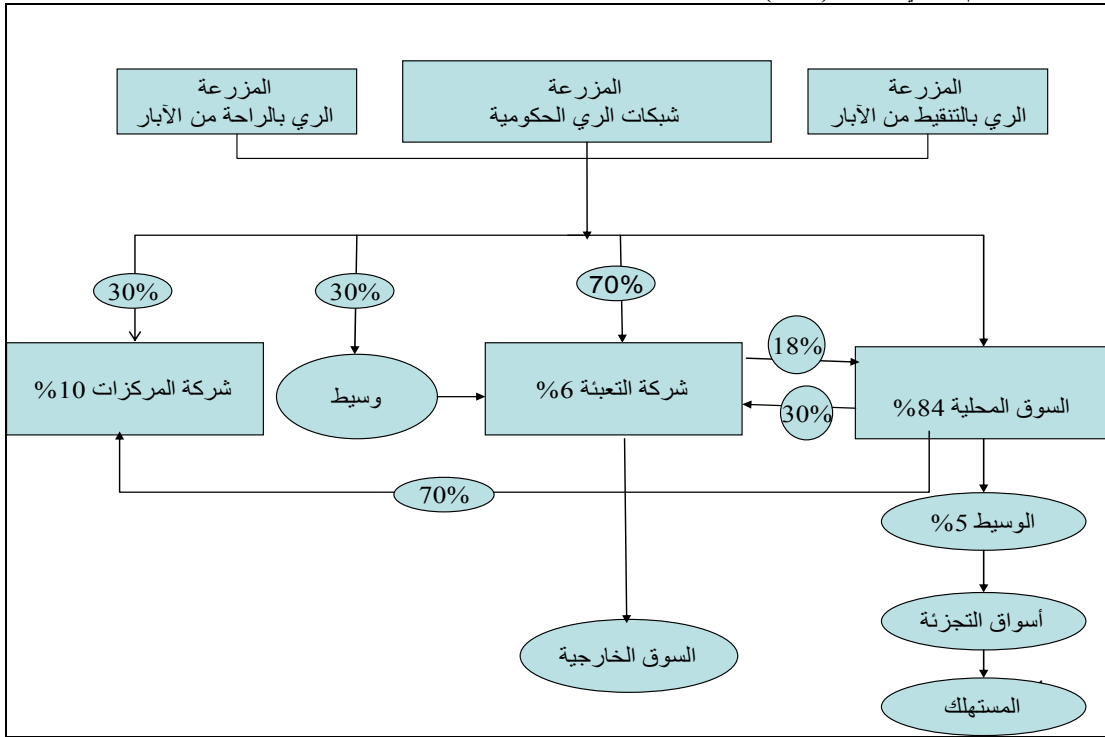 المزرعة
الري بالراحة من الآبار
المزرعة
شبكات الري الحكومية
المزرعة
الري بالتنقيط من الآبار
30%
30%
70%
18%
30%
شركة المركزات 10%
وسيط
شركة التعبئة 6%
السوق المحلية 84%
70%
الوسيط 5%
أسواق التجزئة
السوق الخارجية
المستهلك